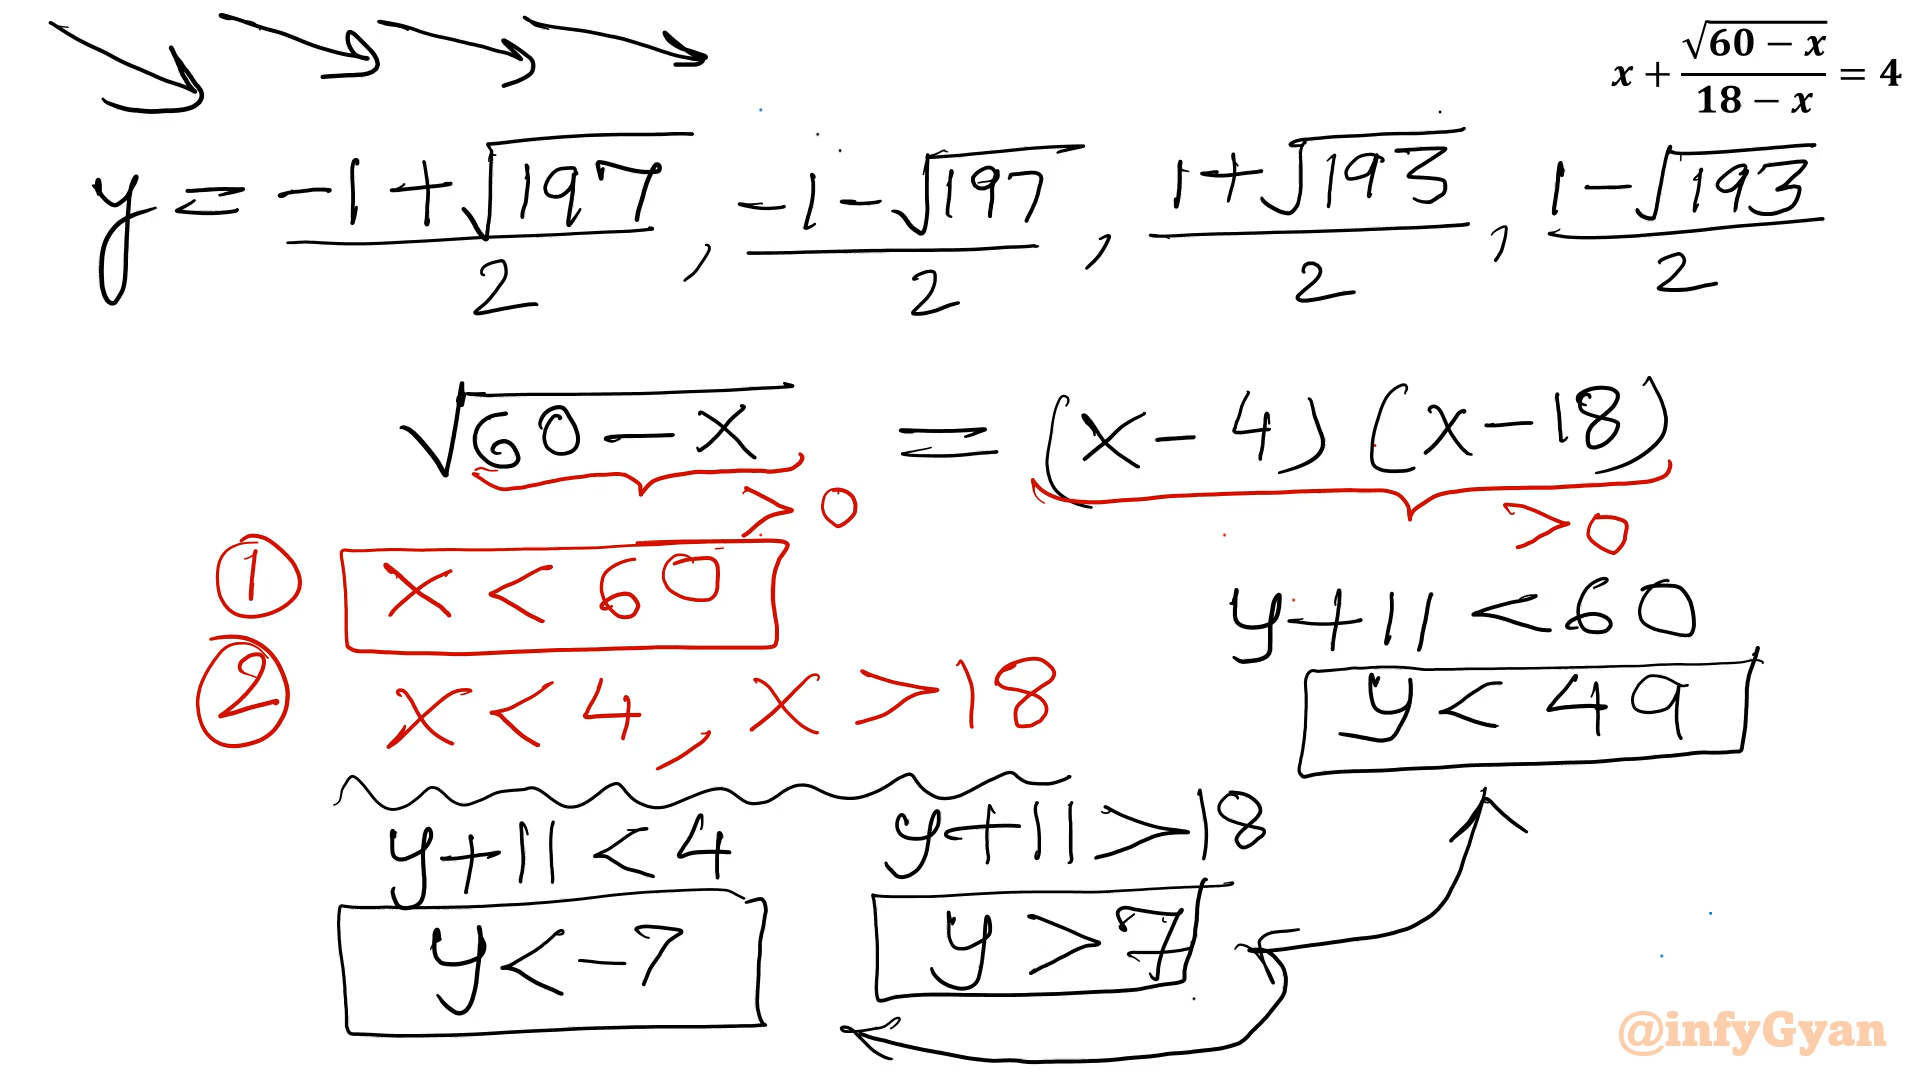 x + √(60 − x) / (18 − x) = 4
y = (−1 + √197) / 2 , (−1 − √197) / 2 , (1 + √193) / 2 , (1 − √193) / 2
√(60 − x) = (x − 4) (x − 18)
> 0 > 0
① x < 60
y + 11 < 60
② x < 4 , x > 18
y < 49
y + 11 < 4 y + 11 > 18
y < −7 y > 7
@infyGyan